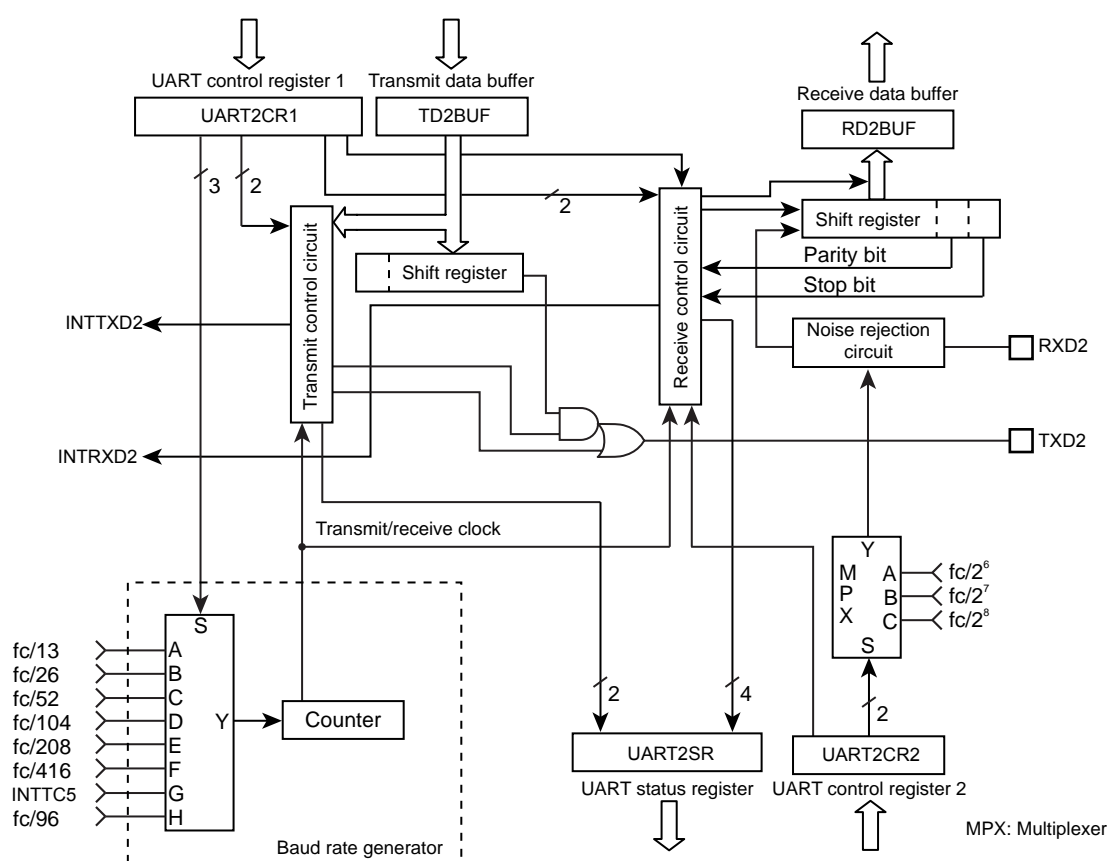 UART control register 1
Transmit data buffer
Receive data buffer
UART2CR1
TD2BUF
RD2BUF
3
2
2
Transmit control circuit
Shift register
Receive control circuit
Shift register
Parity bit
Stop bit
INTTXD2
Noise rejection
circuit
RXD2
INTRXD2
TXD2
Transmit/receive clock
Y
M
P
X
A
B
C
S
fc/2⁶
fc/2⁷
fc/2⁸
S
fc/13
A
fc/26
B
fc/52
C
fc/104
D
fc/208
E
fc/416
F
INTTC5
G
fc/96
H
Y
Counter
2
4
2
UART2SR
UART2CR2
UART status register
UART control register 2
MPX: Multiplexer
Baud rate generator